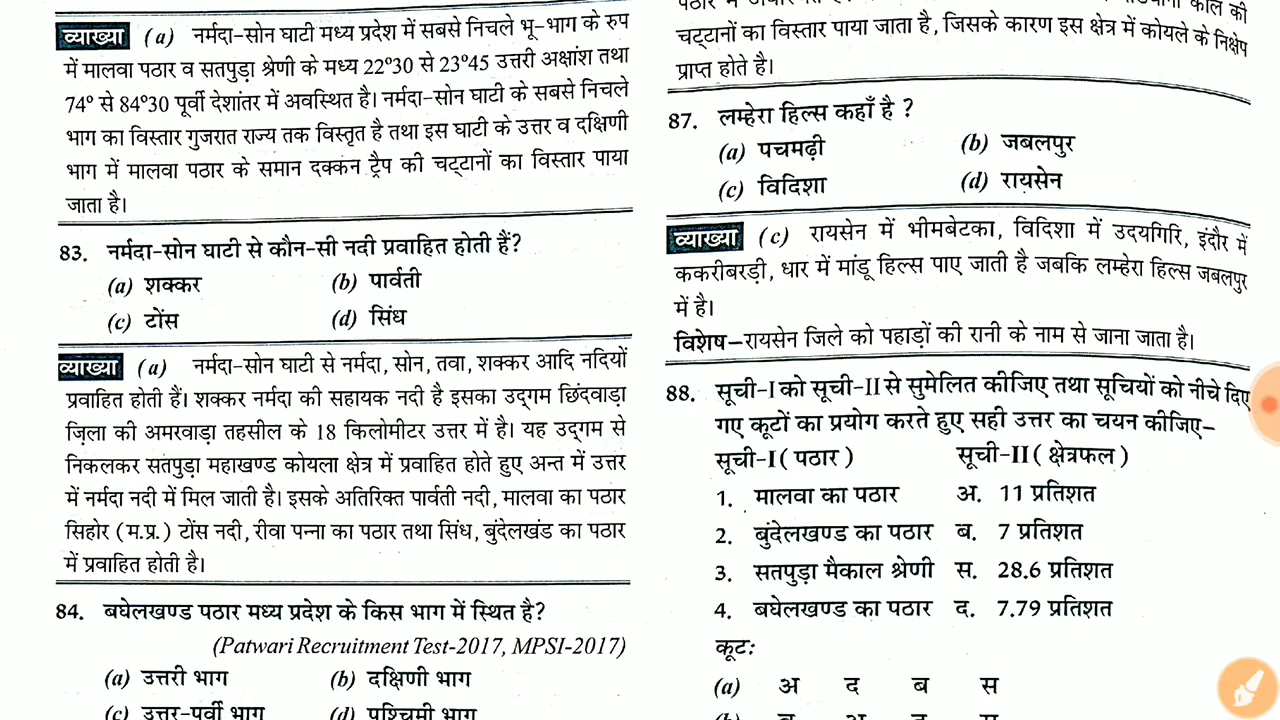 व्याख्या (a) नर्मदा-सोन घाटी मध्य प्रदेश में सबसे निचले भू-भाग के रुप
में मालवा पठार व सतपुड़ा श्रेणी के मध्य 22º30 से 23º45 उत्तरी अक्षांश तथा
74º से 84º30 पूर्वी देशांतर में अवस्थित है। नर्मदा-सोन घाटी के सबसे निचले
भाग का विस्तार गुजरात राज्य तक विस्तृत है तथा इस घाटी के उत्तर व दक्षिणी
भाग में मालवा पठार के समान दक्कन ट्रैप की चट्टानों का विस्तार पाया
जाता है।
83. नर्मदा-सोन घाटी से कौन-सी नदी प्रवाहित होती हैं?
(a) शक्कर (b) पार्वती
(c) टोंस (d) सिंध
व्याख्या (a) नर्मदा-सोन घाटी से नर्मदा, सोन, तवा, शक्कर आदि नदियों
प्रवाहित होती हैं। शक्कर नर्मदा की सहायक नदी है इसका उद्गम छिंदवाड़ा
ज़िला की अमरवाड़ा तहसील के 18 किलोमीटर उत्तर में है। यह उद्गम से
निकलकर सतपुड़ा महाखण्ड कोयला क्षेत्र में प्रवाहित होते हुए अन्त में उत्तर
में नर्मदा नदी में मिल जाती है। इसके अतिरिक्त पार्वती नदी, मालवा का पठार
सिहोर (म.प्र.) टोंस नदी, रीवा पन्ना का पठार तथा सिंध, बुंदेलखंड का पठार
में प्रवाहित होती है।
84. बघेलखण्ड पठार मध्य प्रदेश के किस भाग में स्थित है?
(Patwari Recruitment Test-2017, MPSI-2017)
(a) उत्तरी भाग (b) दक्षिणी भाग
(c) उत्तर-पूर्वी भाग (d) पश्चिमी भाग
काल की
चट्टानों का विस्तार पाया जाता है, जिसके कारण इस क्षेत्र में कोयले के निक्षेप
प्राप्त होते है।
87. लम्हेरा हिल्स कहाँ है ?
(a) पचमढ़ी (b) जबलपुर
(c) विदिशा (d) रायसेन
व्याख्या (c) रायसेन में भीमबेटका, विदिशा में उदयगिरि, इंदौर में
ककरीबरड़ी, धार में मांडू हिल्स पाए जाती है जबकि लम्हेरा हिल्स जबलपुर
में है।
विशेष–रायसेन जिले को पहाड़ों की रानी के नाम से जाना जाता है।
88. सूची-I को सूची-II से सुमेलित कीजिए तथा सूचियों को नीचे दिए
गए कूटों का प्रयोग करते हुए सही उत्तर का चयन कीजिए–
सूची-I ( पठार ) सूची-II ( क्षेत्रफल )
1. मालवा का पठार अ. 11 प्रतिशत
2. बुंदेलखण्ड का पठार ब. 7 प्रतिशत
3. सतपुड़ा मैकाल श्रेणी स. 28.6 प्रतिशत
4. बघेलखण्ड का पठार द. 7.79 प्रतिशत
कूट:
(a) अ द ब स